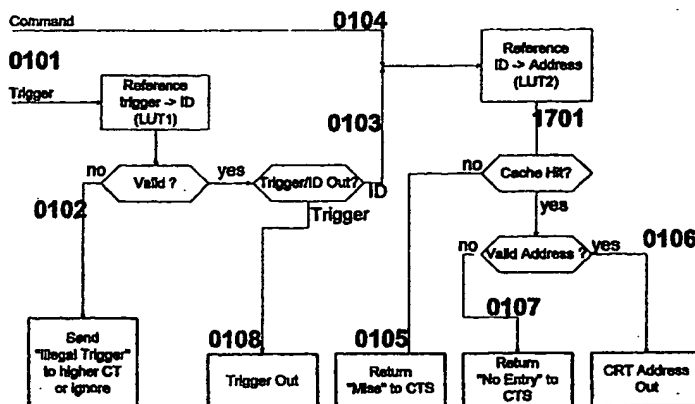 Command
0104
0101
Trigger
Reference
trigger -> ID
(LUT1)
Reference
ID -> Address
(LUT2)
0103
1701
no
Valid ?
yes
Trigger/ID Out?
ID
Trigger
no
Cache Hit?
yes
0102
no
Valid Address ?
yes
0106
0108
0105
0107
Send
"Illegal Trigger"
to higher CT
or ignore
Trigger Out
Return
"Miss" to CTS
Return
"No Entry" to
CTS
CRT Address
Out